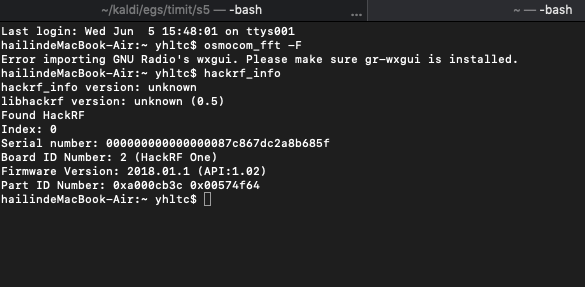 ~/kaldi/egs/timit/s5 — -bash
... ~ — -bash
Last login: Wed Jun  5 15:48:01 on ttys001
hailindeMacBook-Air:~ yhltc$ osmocom_fft -F
Error importing GNU Radio's wxgui. Please make sure gr-wxgui is installed.
hailindeMacBook-Air:~ yhltc$ hackrf_info
hackrf_info version: unknown
libhackrf version: unknown (0.5)
Found HackRF
Index: 0
Serial number: 000000000000000087c867dc2a8b685f
Board ID Number: 2 (HackRF One)
Firmware Version: 2018.01.1 (API:1.02)
Part ID Number: 0xa000cb3c 0x00574f64
hailindeMacBook-Air:~ yhltc$